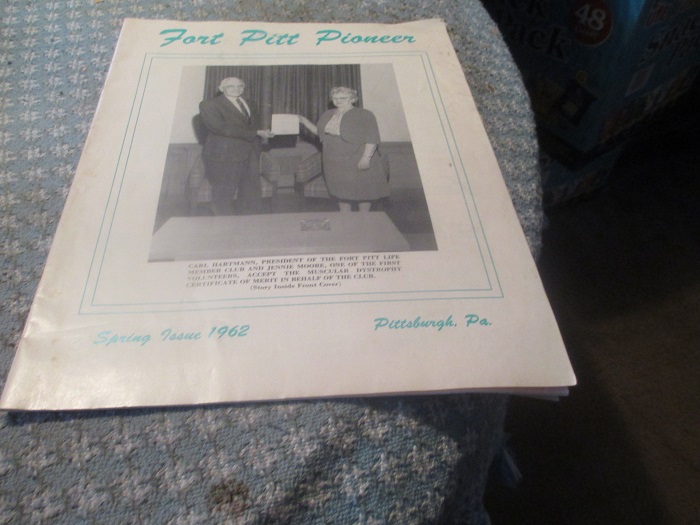 Fort Pitt Pioneer
CARL HARTMANN, PRESIDENT OF THE FORT PITT LIFE
MEMBER CLUB AND JENNIE MOORE, ONE OF THE FIRST
VOLUNTEERS, ACCEPT THE MUSCULAR DYSTROPHY
CERTIFICATE OF MERIT IN BEHALF OF THE CLUB.
(Story Inside Front Cover)
Spring Issue 1962
Pittsburgh, Pa.
48